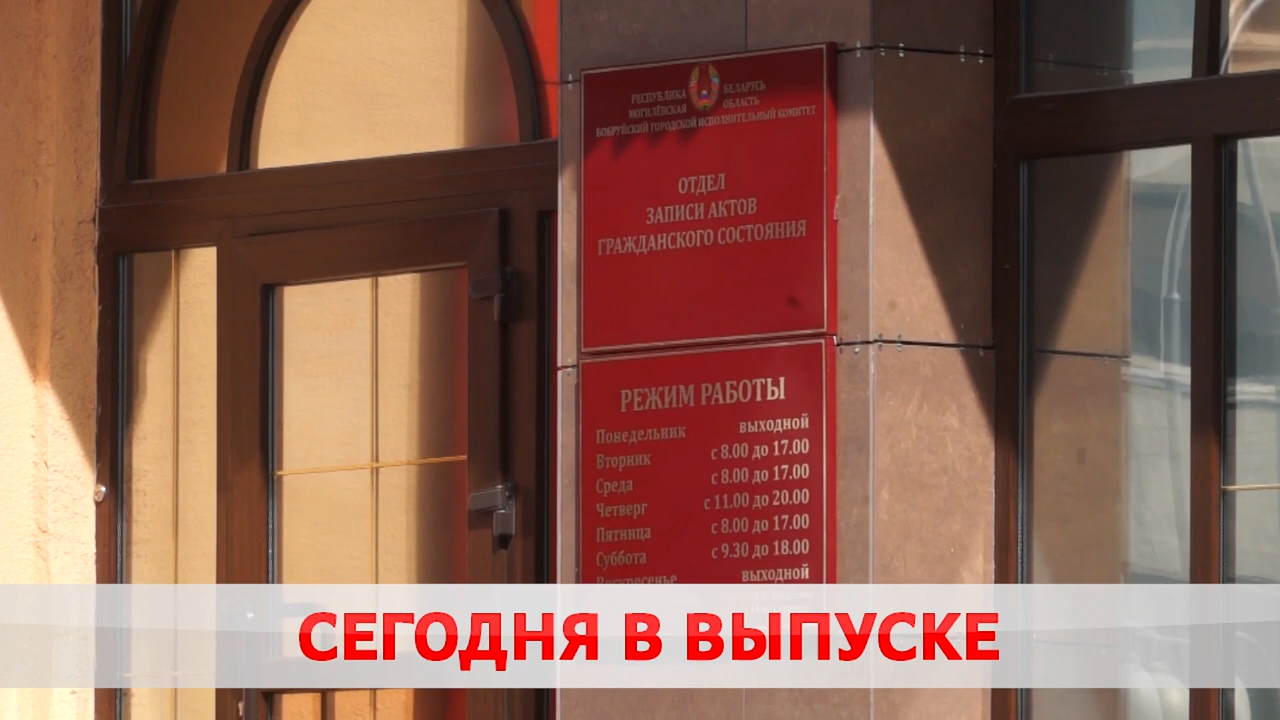 РЕСПУБЛИКА БЕЛАРУСЬ
МОГИЛЁВСКАЯ ОБЛАСТЬ
БОБРУЙСКИЙ ГОРОДСКОЙ ИСПОЛНИТЕЛЬНЫЙ КОМИТЕТ
ОТДЕЛ
ЗАПИСИ АКТОВ
ГРАЖДАНСКОГО СОСТОЯНИЯ
РЕЖИМ РАБОТЫ
Понедельник выходной
Вторник с 8.00 до 17.00
Среда с 8.00 до 17.00
Четверг с 11.00 до 20.00
Пятница с 8.00 до 17.00
Суббота с 9.30 до 18.00
Воскресенье выходной
СЕГОДНЯ В ВЫПУСКЕ